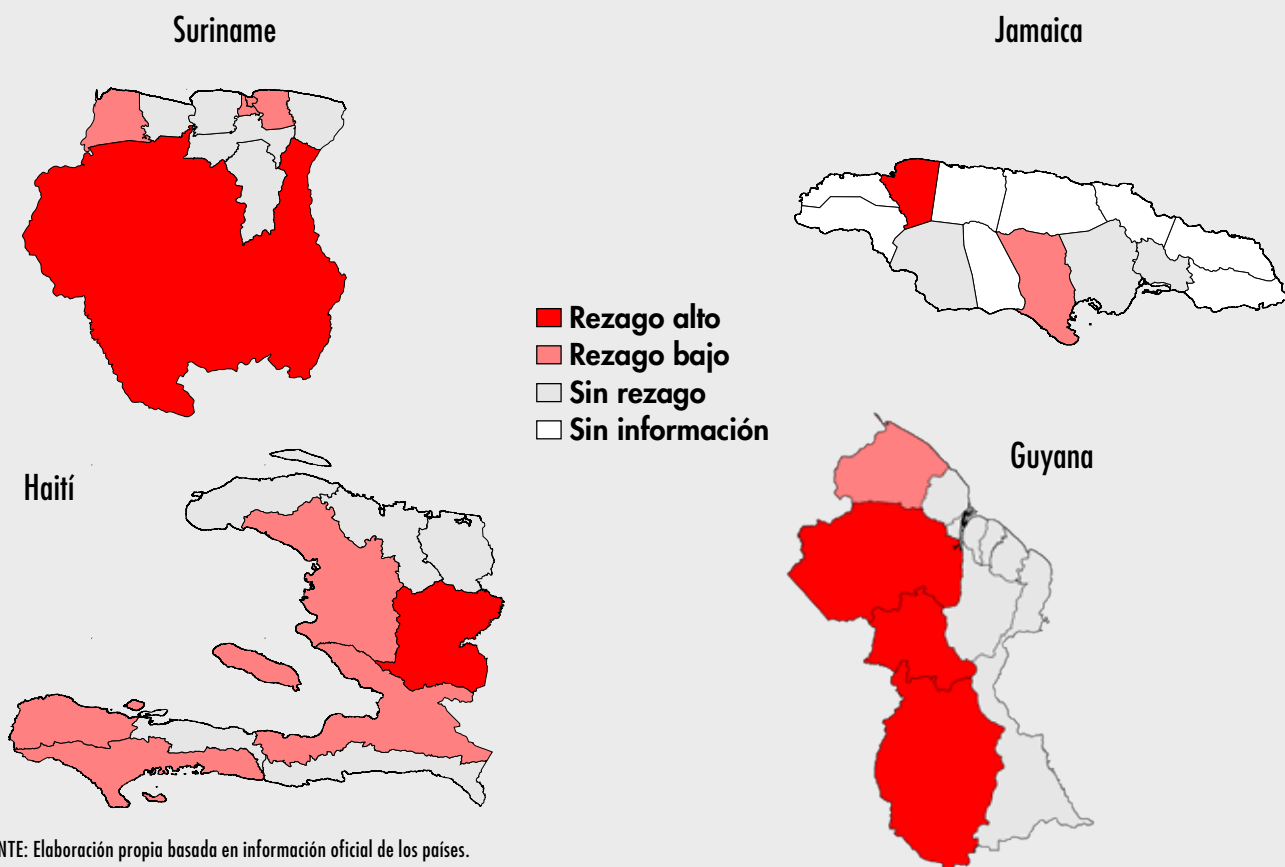 Suriname
Jamaica
Rezago alto
Rezago bajo
Sin rezago
Sin información
Haití
Guyana
NTE: Elaboración propia basada en información oficial de los países.